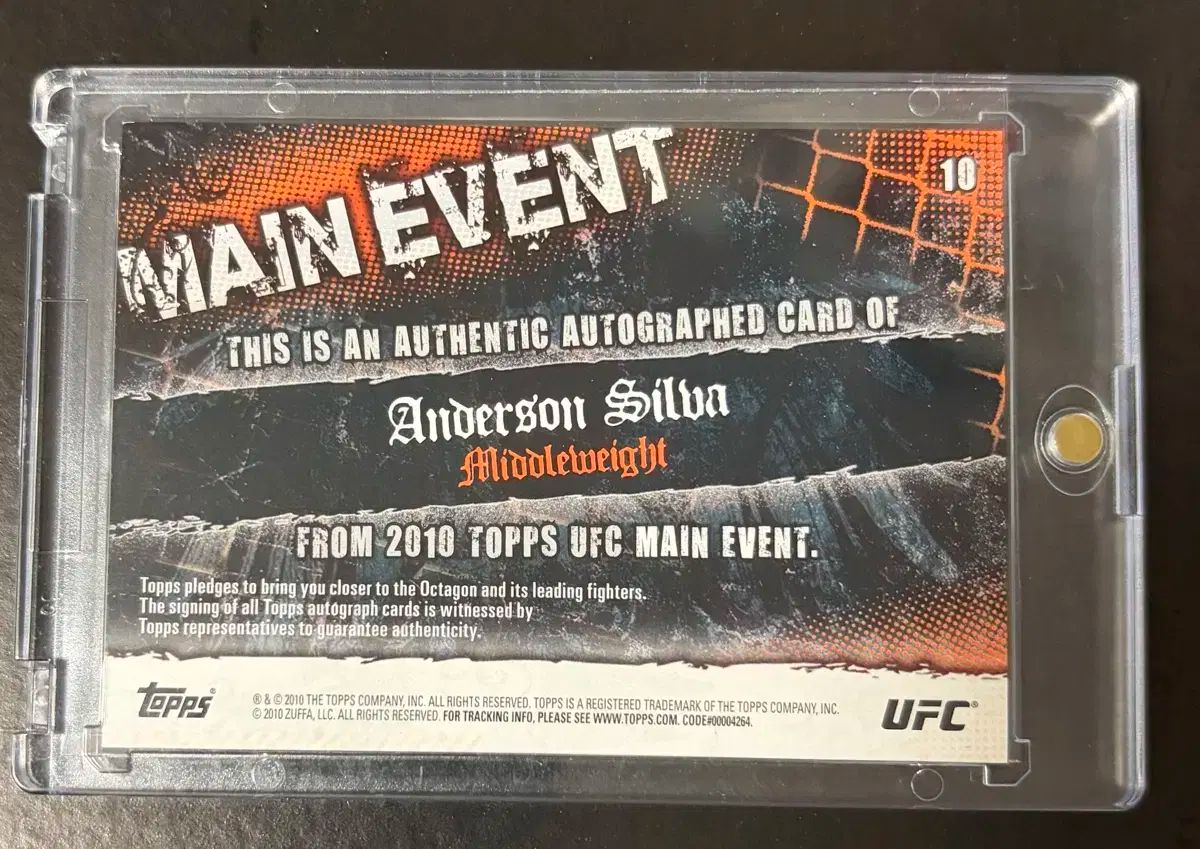 MAIN EVENT
10
THIS IS AN AUTHENTIC AUTOGRAPHED CARD OF
Anderson Silva
Middleweight
FROM 2010 TOPPS UFC MAIN EVENT.
Topps pledges to bring you closer to the Octagon and its leading fighters.
The signing of all Topps autograph cards is witnessed by
Topps representatives to guarantee authenticity.
Topps®
® & © 2010 THE TOPPS COMPANY, INC. ALL RIGHTS RESERVED. TOPPS IS A REGISTERED TRADEMARK OF THE TOPPS COMPANY, INC.
© 2010 ZUFFA, LLC. ALL RIGHTS RESERVED. FOR TRACKING INFO, PLEASE SEE WWW.TOPPS.COM. CODE#00004264.
UFC®